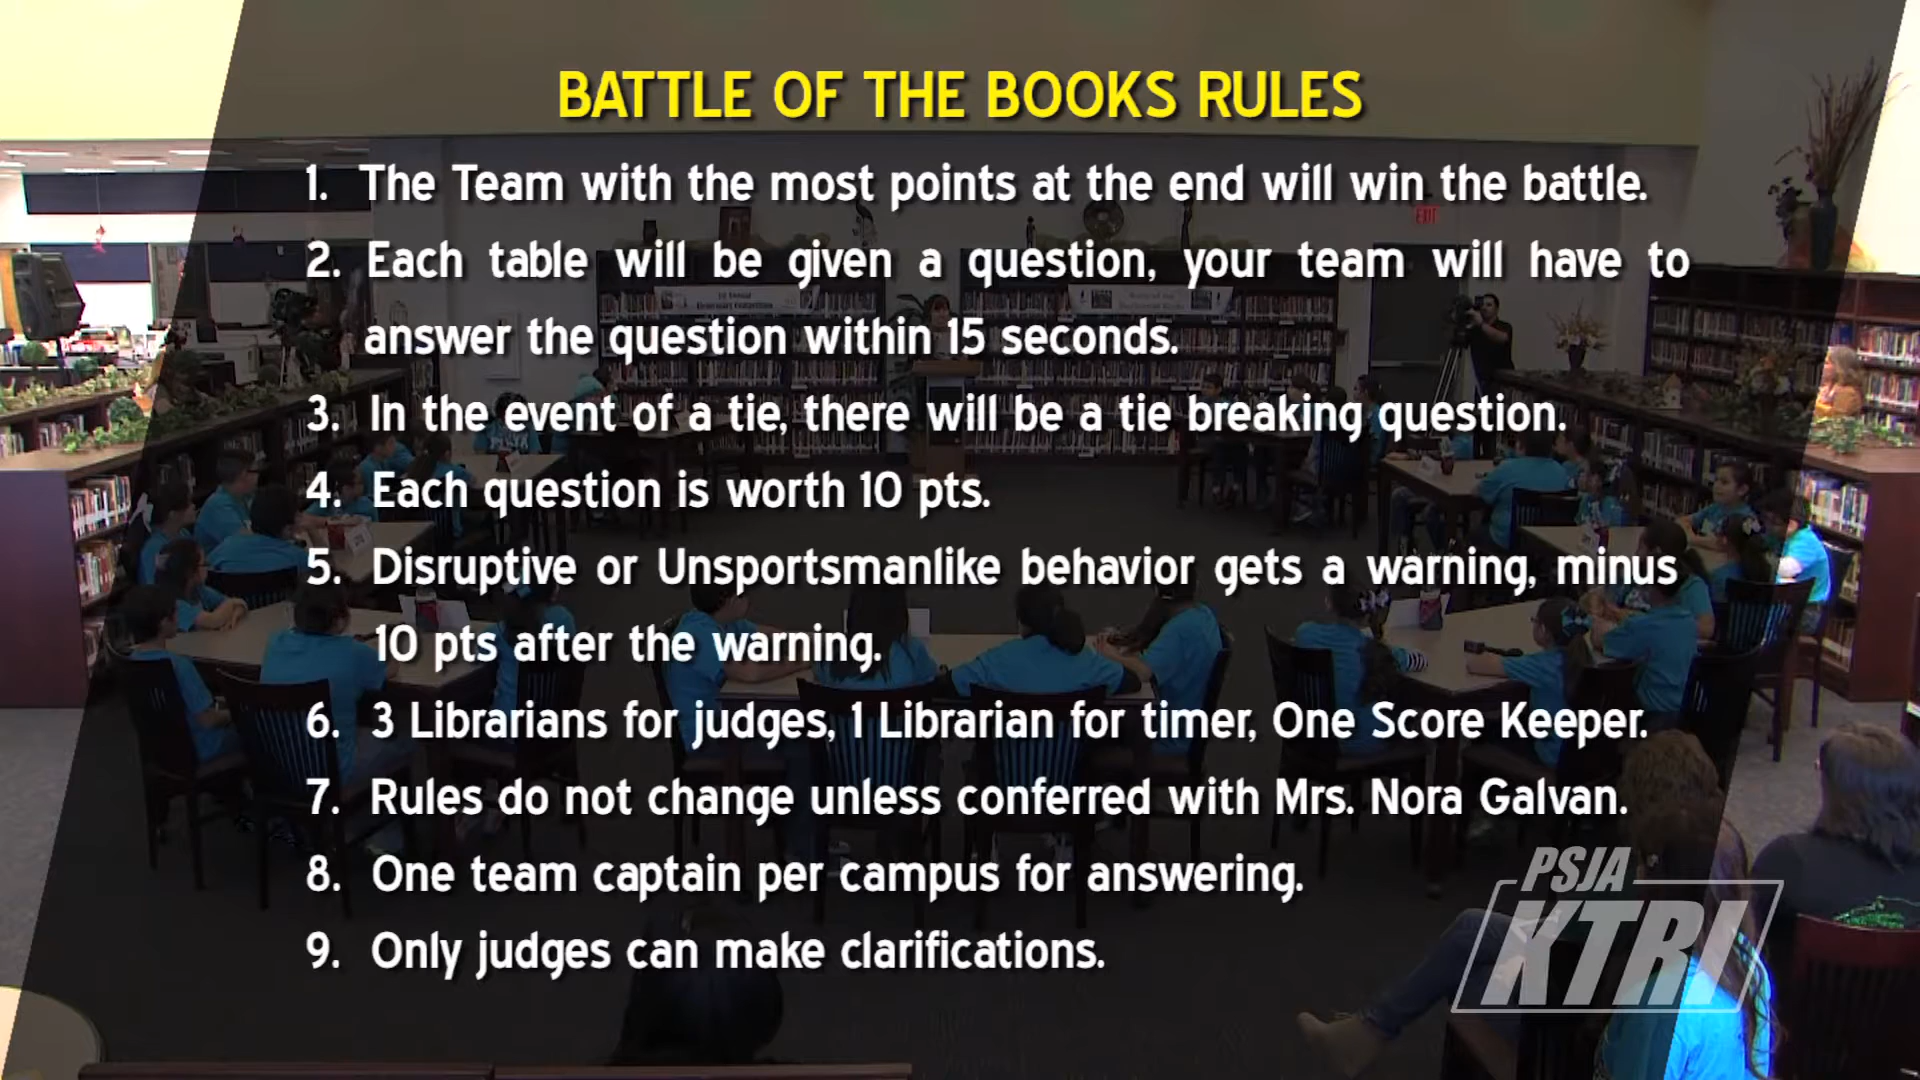 BATTLE OF THE BOOKS RULES
1. The Team with the most points at the end will win the battle.
2. Each table will be given a question, your team will have to
answer the question within 15 seconds.
3. In the event of a tie, there will be a tie breaking question.
4. Each question is worth 10 pts.
5. Disruptive or Unsportsmanlike behavior gets a warning, minus
10 pts after the warning.
6. 3 Librarians for judges, 1 Librarian for timer, One Score Keeper.
7. Rules do not change unless conferred with Mrs. Nora Galvan.
8. One team captain per campus for answering.
9. Only judges can make clarifications.
PSJA
KTRI
EXIT